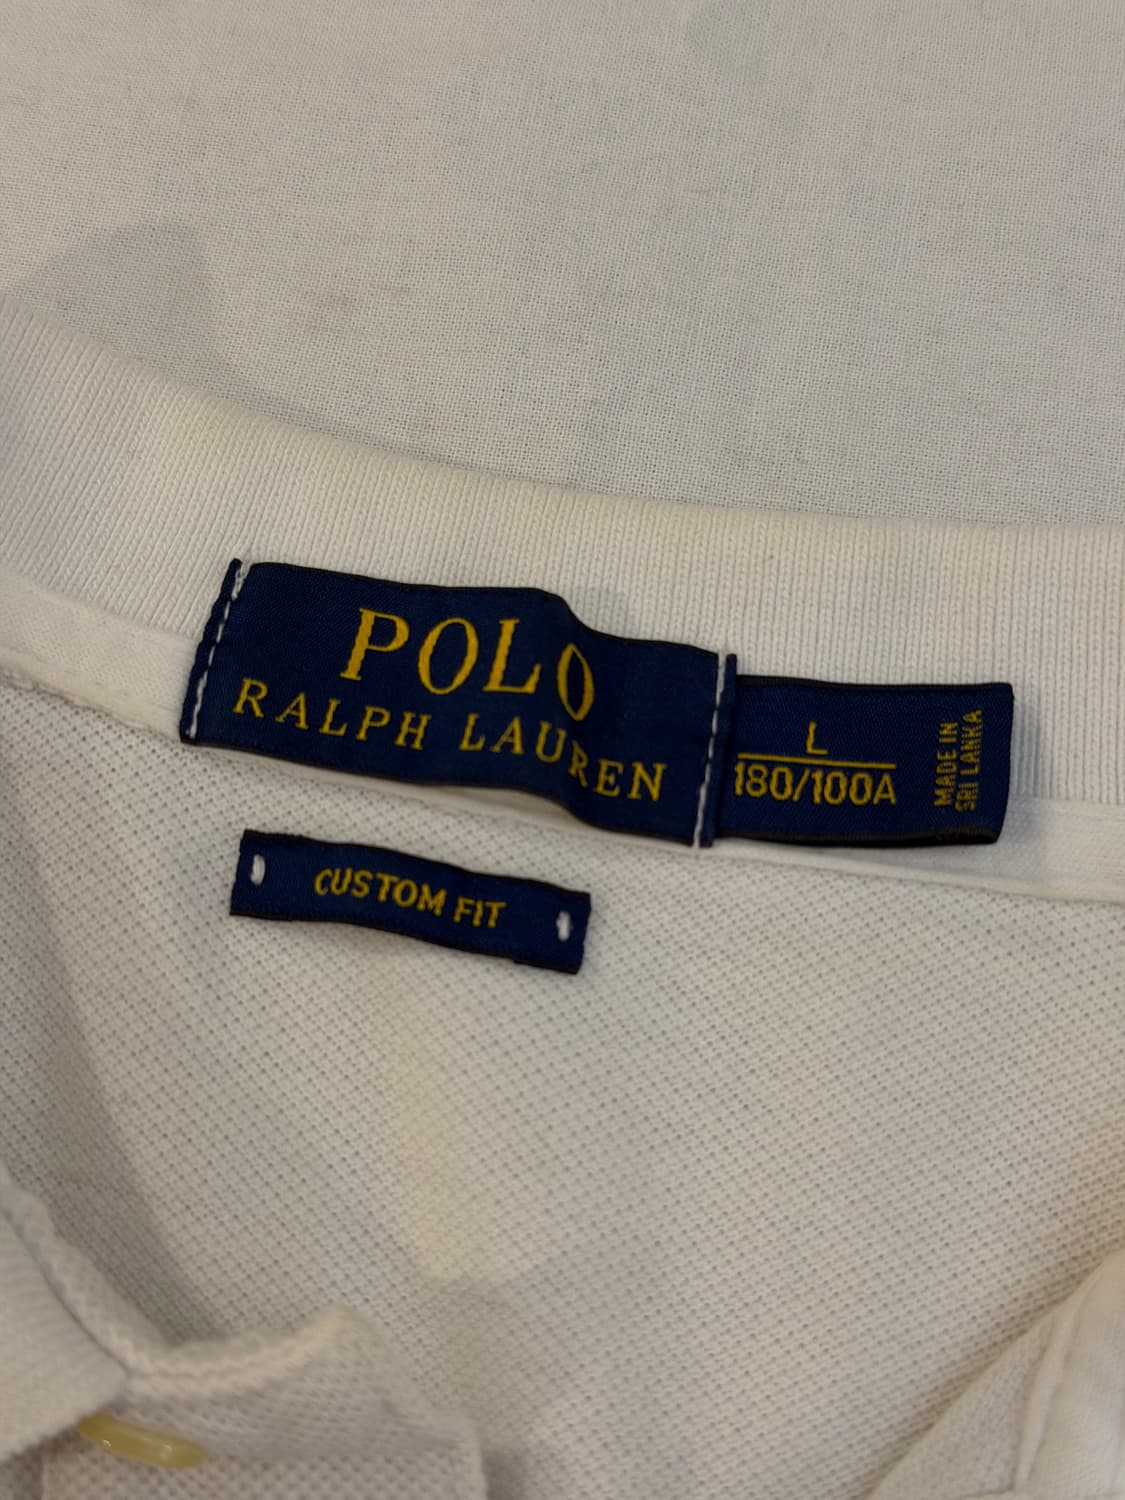 POLO
RALPH LAUREN
L
180/100A
MADE IN
SRI LANKA
CUSTOM FIT